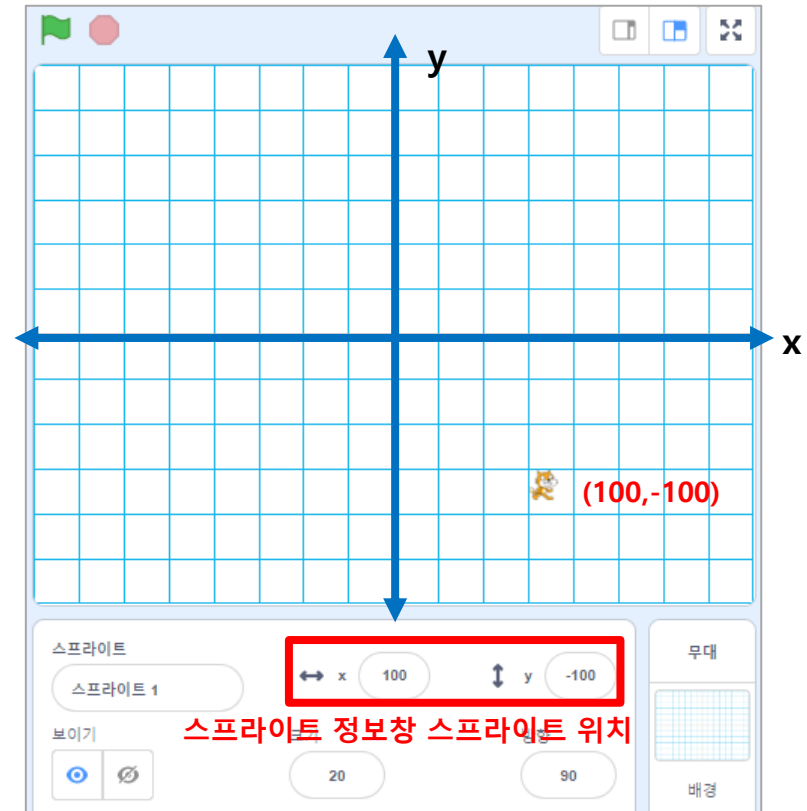 y
x
(100,-100)
스프라이트
x 100 y -100
무대
스프라이트 1
스프라이트 정보창 스프라이트 위치
보이기
20 90
배경